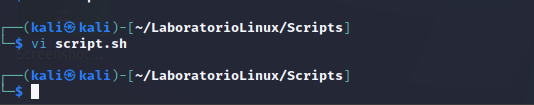 ┌──(kali㉿kali)-[~/LaboratorioLinux/Scripts]
└─$ vi script.sh
┌──(kali㉿kali)-[~/LaboratorioLinux/Scripts]
└─$